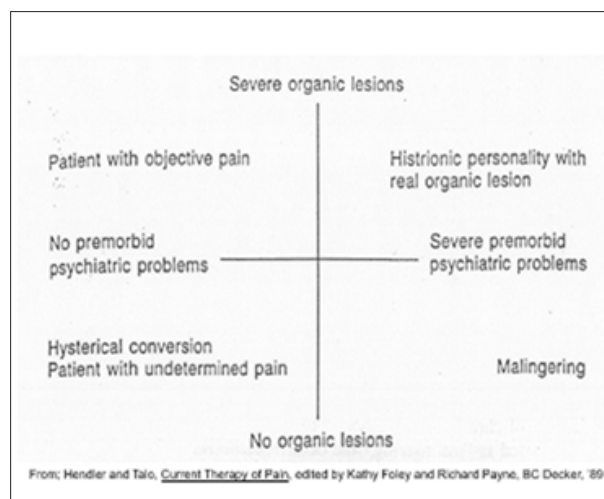 Severe organic lesions
Patient with objective pain
Histrionic personality with
real organic lesion
No premorbid
psychiatric problems
Severe premorbid
psychiatric problems
Hysterical conversion
Patient with undetermined pain
Malingering
No organic lesions
From; Hendler and Talo, Current Therapy of Pain, edited by Kathy Foley and Richard Payne, BC Decker, '89